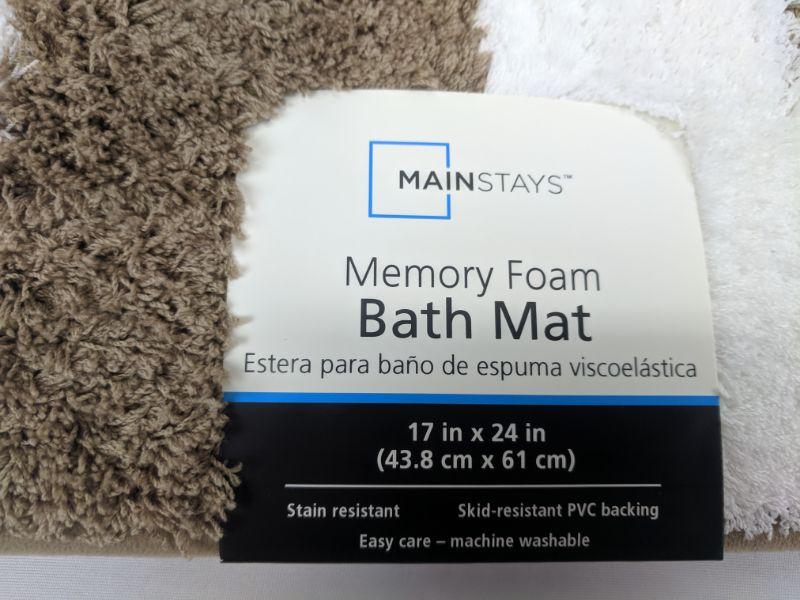 MAINSTAYS™
Memory Foam
Bath Mat
Estera para baño de espuma viscoelástica
17 in x 24 in
(43.8 cm x 61 cm)
Stain resistant Skid-resistant PVC backing
Easy care – machine washable